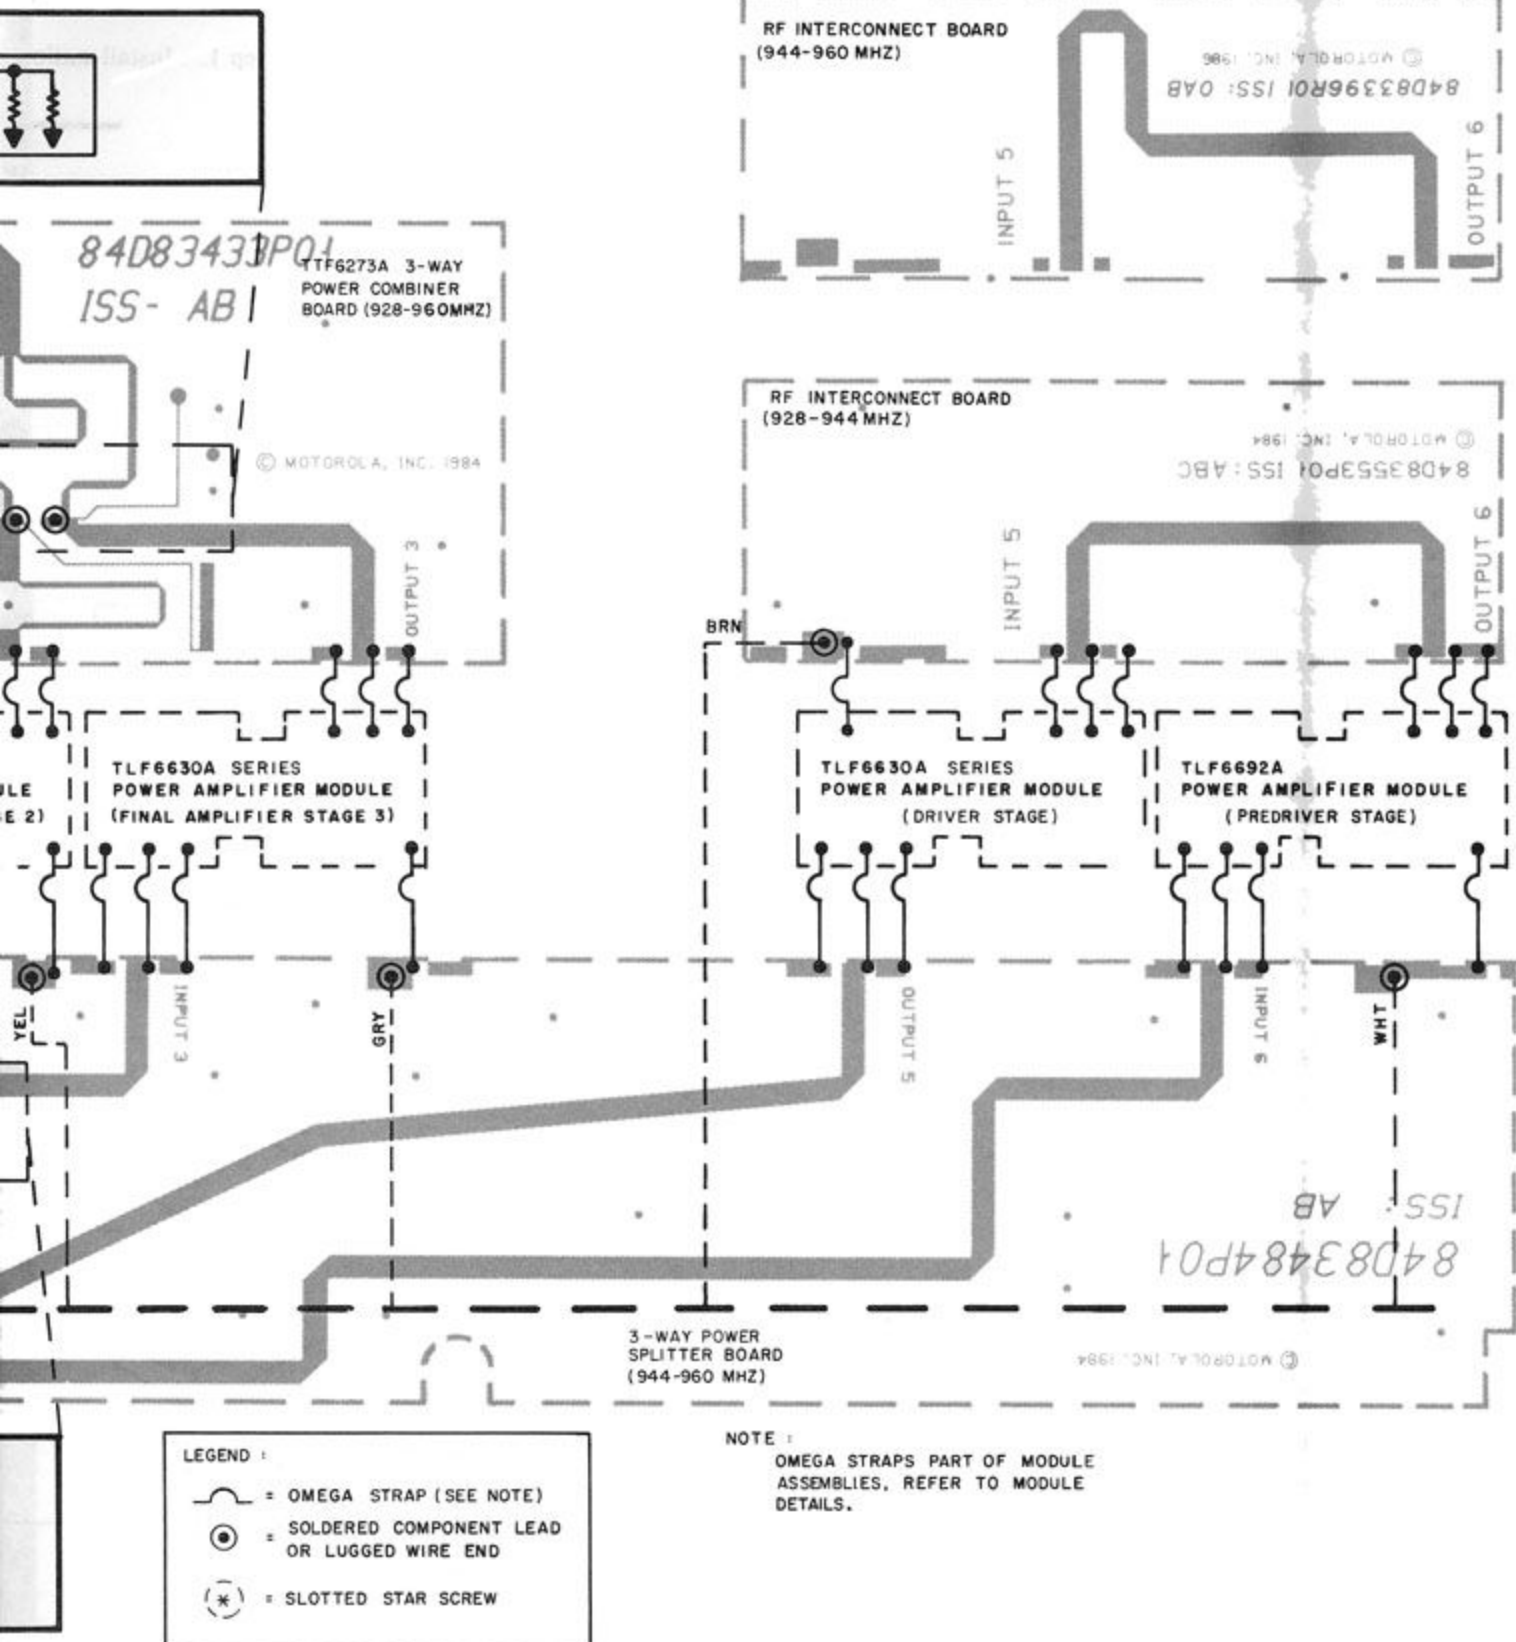 RF INTERCONNECT BOARD
(944-960 MHZ)
© MOTOROLA, INC. 1986
84D83396R01 ISS: OAB
INPUT 5
OUTPUT 6
84D83433P01
ISS- AB
TTF6273A 3-WAY
POWER COMBINER
BOARD (928-960MHZ)
© MOTOROLA, INC. 1984
OUTPUT 3
RF INTERCONNECT BOARD
(928-944 MHZ)
© MOTOROLA, INC. 1984
84D83553P01 ISS: ABC
INPUT 5
OUTPUT 6
BRN
ULE
E 2)
TLF6630A SERIES
POWER AMPLIFIER MODULE
(FINAL AMPLIFIER STAGE 3)
TLF6630A SERIES
POWER AMPLIFIER MODULE
(DRIVER STAGE)
TLF6692A
POWER AMPLIFIER MODULE
(PREDRIVER STAGE)
YEL
INPUT 3
GRY
OUTPUT 5
INPUT 6
WHT
ISS- AB
84D83484P01
© MOTOROLA, INC. 1984
3-WAY POWER
SPLITTER BOARD
(944-960 MHZ)
LEGEND :
= OMEGA STRAP (SEE NOTE)
= SOLDERED COMPONENT LEAD
OR LUGGED WIRE END
= SLOTTED STAR SCREW
NOTE :
OMEGA STRAPS PART OF MODULE
ASSEMBLIES, REFER TO MODULE
DETAILS.